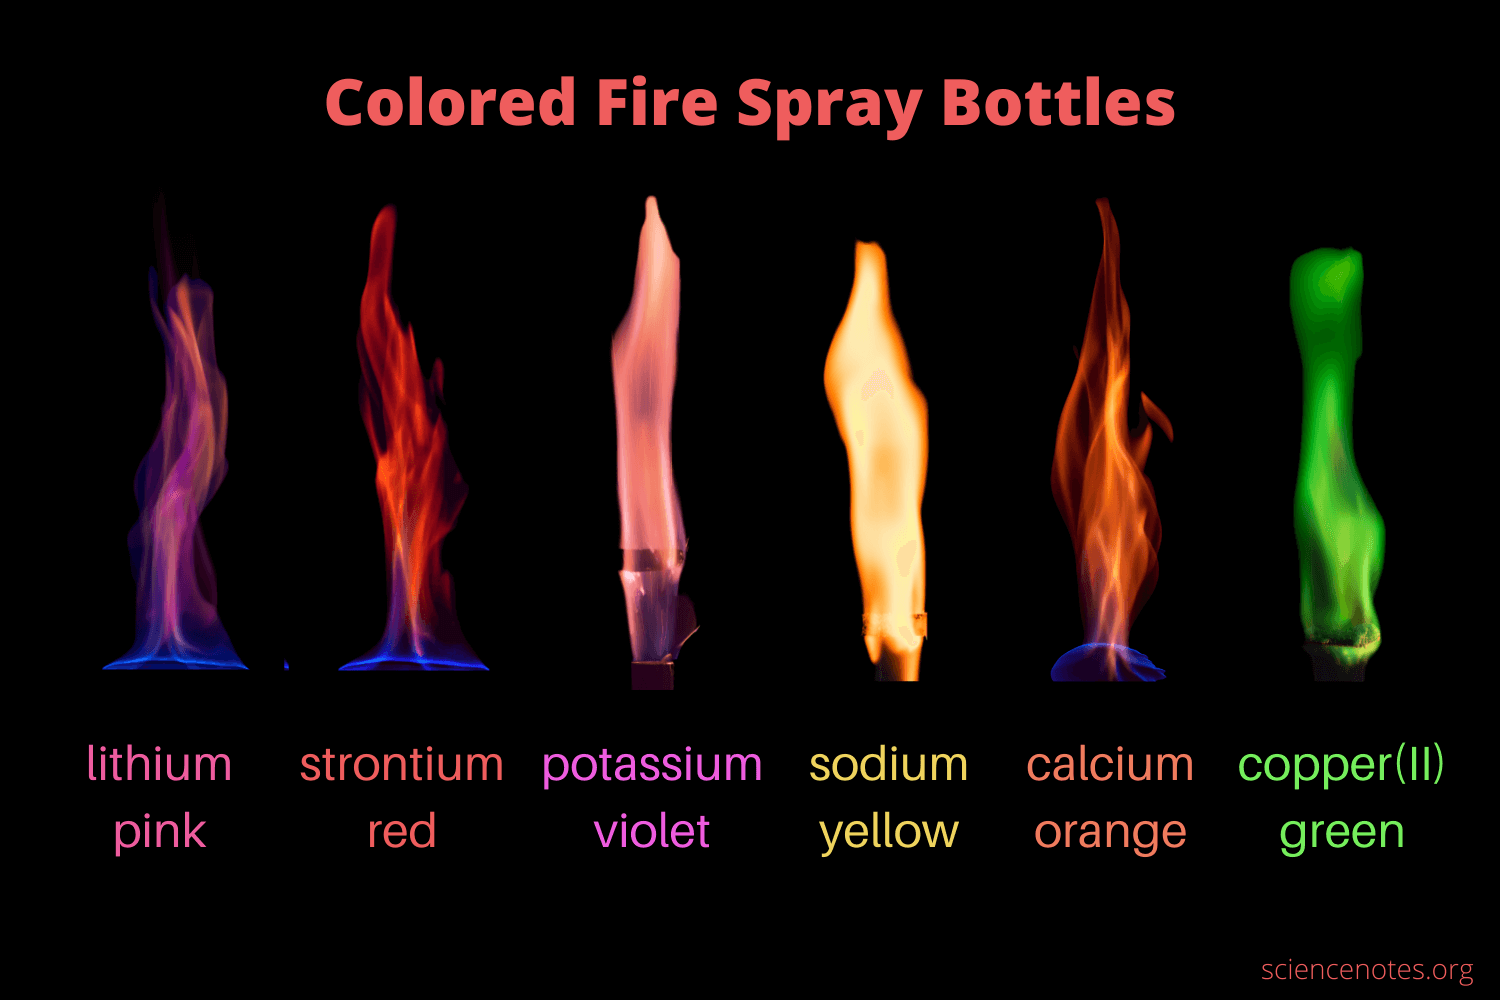 Colored Fire Spray Bottles
lithium strontium potassium sodium calcium copper(II)
pink red violet yellow orange green
sciencenotes.org